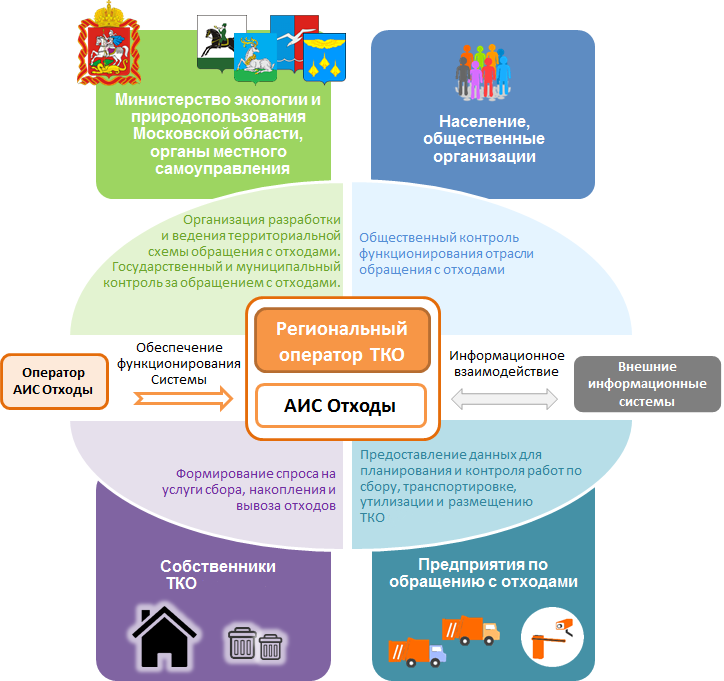 Министерство экологии и
природопользования
Московской области,
органы местного
самоуправления
Население,
общественные
организации
Организация разработки
и ведения территориальной
схемы обращения с отходами.
Государственный и муниципальный
контроль за обращением с отходами.
Общественный контроль
функционирования отрасли
обращения с отходами
Региональный
оператор ТКО
АИС Отходы
Оператор
АИС Отходы
Обеспечение
функционирования
Системы
Информационное
взаимодействие
Внешние
информационные
системы
Формирование спроса на
услуги сбора, накопления и
вывоза отходов
Предоставление данных для
планирования и контроля работ по
сбору, транспортировке,
утилизации и размещению
ТКО
Собственники
ТКО
Предприятия по
обращению с отходами